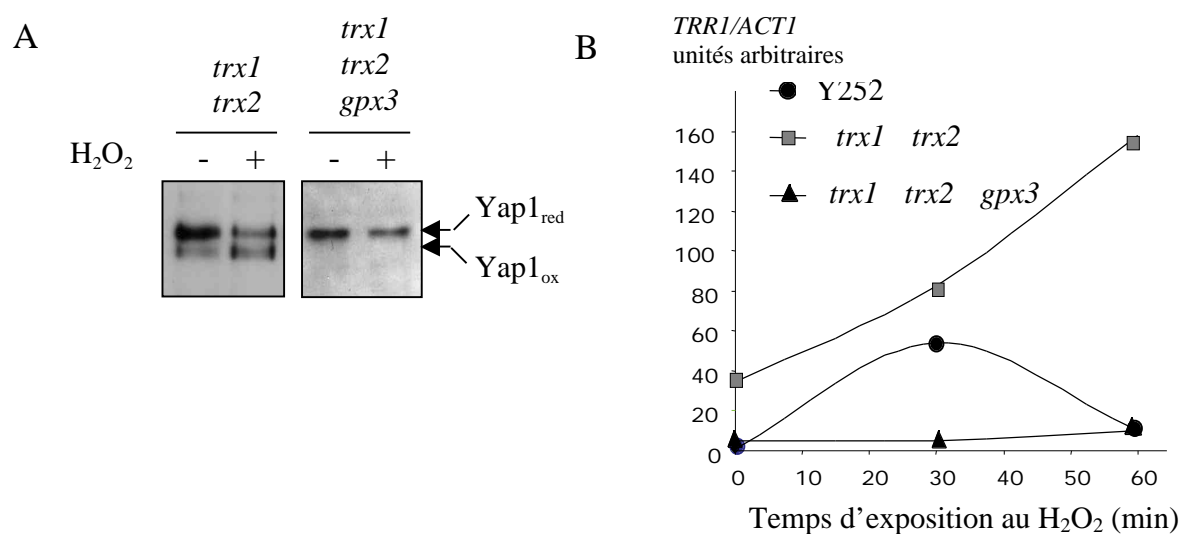 A
trx1
trx2
trx1
trx2
gpx3
H₂O₂
- + - +
Yap1red
Yap1ox
B
TRR1/ACT1
unités arbitraires
Y252
trx1 trx2
trx1 trx2 gpx3
160
140
120
100
80
60
40
20
0
0 10 20 30 40 50 60
Temps d’exposition au H₂O₂ (min)